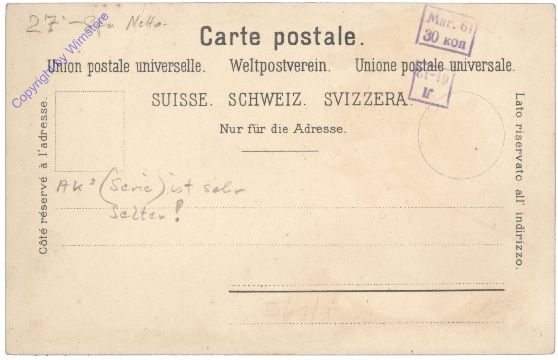 27.- Netto
Copyright by Wimstore
Carte postale.
Mar. 61
30 коп
Union postale universelle. Weltpostverein. Unione postale universale.
SUISSE. SCHWEIZ. SVIZZERA.
Nur für die Adresse.
Côté réservé à l'adresse.
Lato riservato all' indirizzo.
AK's (Serie) ist sehr
selten!